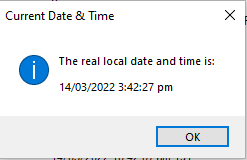 Current Date & Time
The real local date and time is:
14/03/2022 3:42:27 pm
OK